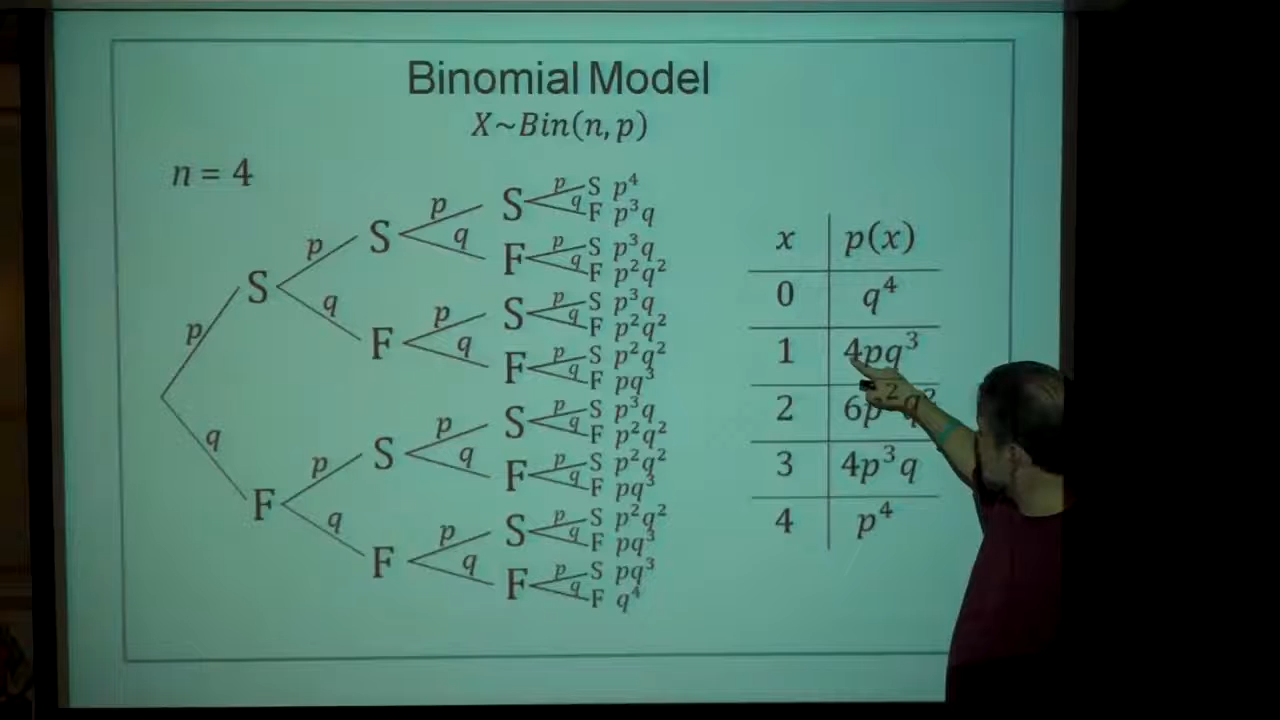 Binomial Model
X~Bin(n, p)
n = 4
p S p⁴
S q F p³q
p p S p³q
S q F q F p²q²
p p S p³q
S q p S q F p²q²
p F q p S p²q²
F q F pq³
p S p³q
p S q F p²q²
q p S q p S p²q²
F F q F pq³
q p S p²q²
p S q F pq³
F q p S pq³
F q F q⁴
x p(x)
0 q⁴
1 4pq³
2 6p²q²
3 4p³q
4 p⁴